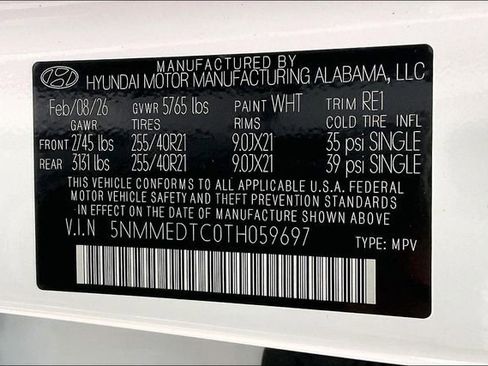 MANUFACTURED BY
HYUNDAI MOTOR MANUFACTURING ALABAMA, LLC
Feb/08/26 GVWR 5765 lbs PAINT WHT TRIM RE1
GAWR TIRES RIMS COLD TIRE INFL
FRONT 2745 lbs 255/40R21 9.0JX21 35 psi SINGLE
REAR 3131 lbs 255/40R21 9.0JX21 39 psi SINGLE
THIS VEHICLE CONFORMS TO ALL APPLICABLE U.S.A. FEDERAL
MOTOR VEHICLE SAFETY AND THEFT PREVENTION STANDARDS
IN EFFECT ON THE DATE OF MANUFACTURE SHOWN ABOVE.
V.I.N 5NMMEDTC0TH059697 TYPE: MPV